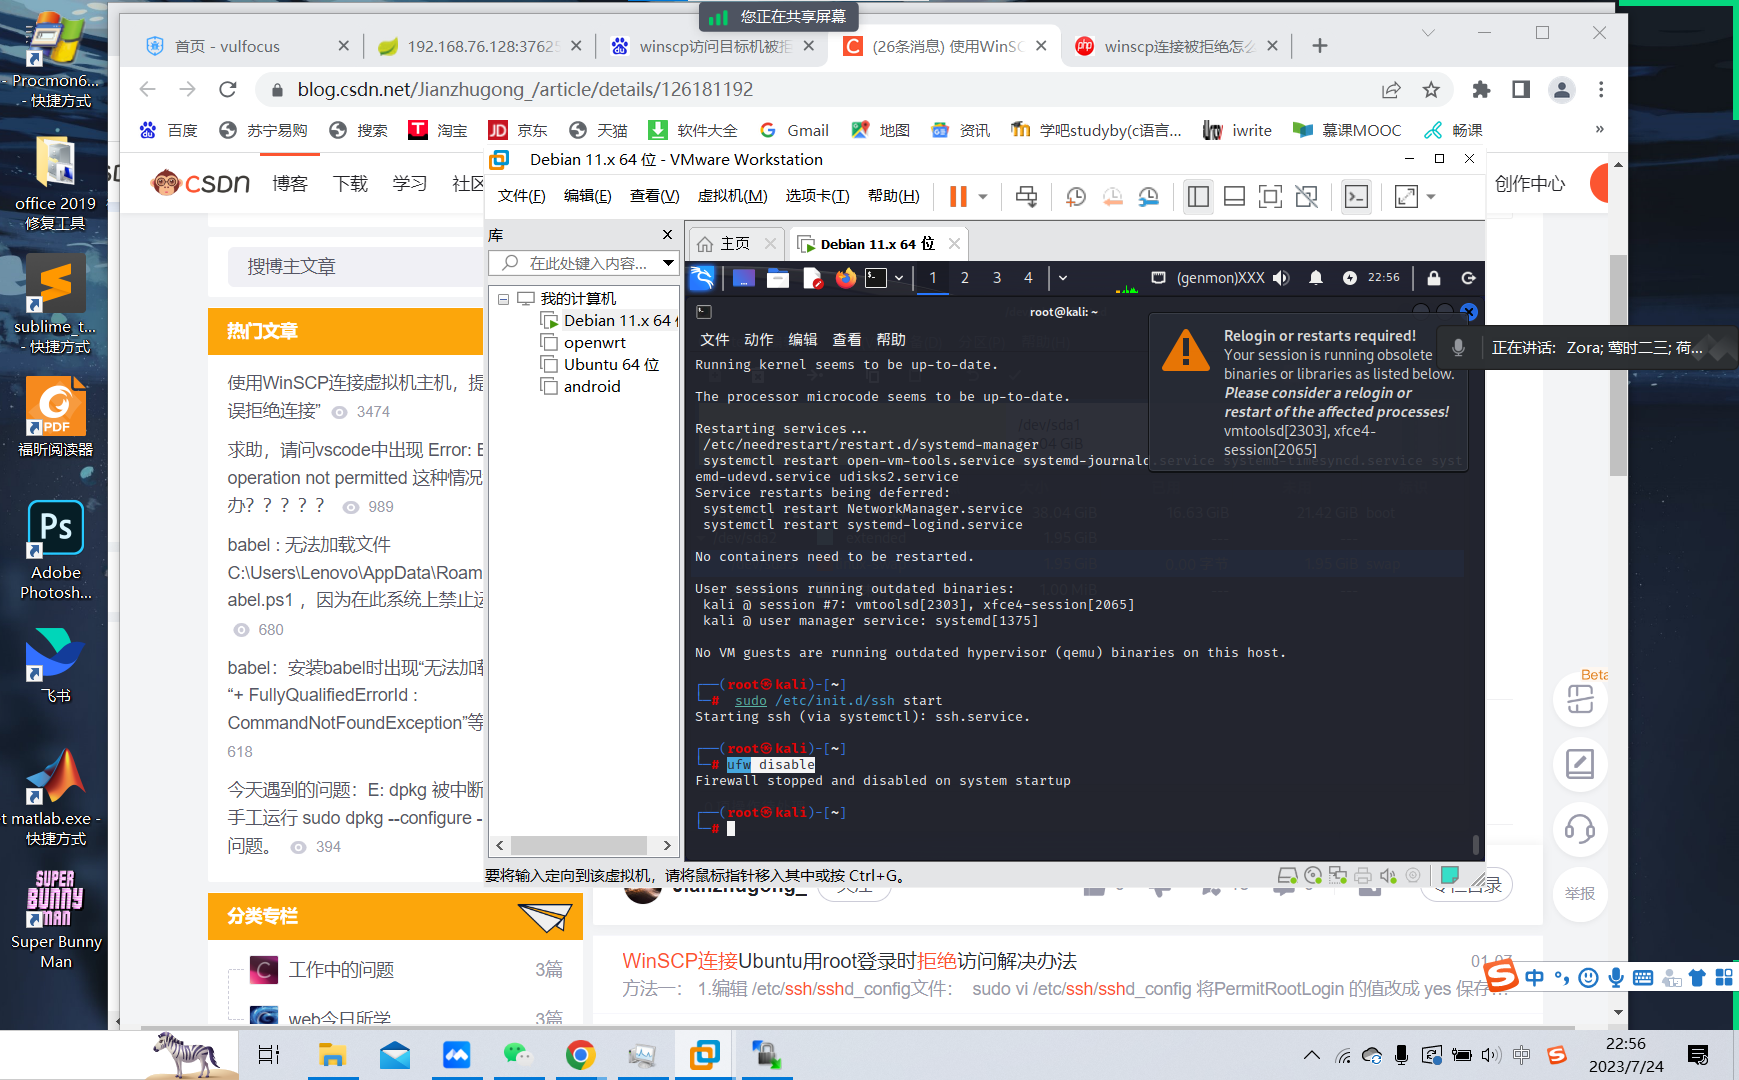 您正在共享屏幕
首页 - vulfocus
192.168.76.128:3762
winscp访问目标机被拒
(26条消息) 使用WinSC
winscp连接被拒绝怎么
blog.csdn.net/Jianzhugong_/article/details/126181192
百度
苏宁易购
搜索
淘宝
京东
天猫
软件大全
Gmail
地图
资讯
学吧studyby(c语言...
iwrite
慕课MOOC
畅课
»
CSDN
博客
下载
学习
社区
创作中心
搜博主文章
热门文章
使用WinSCP连接虚拟机主机，提
误拒绝连接” 3474
求助，请问vscode中出现 Error: E
operation not permitted 这种情况
办？？？？？ 989
babel : 无法加载文件
C:\Users\Lenovo\AppData\Roam
abel.ps1 ，因为在此系统上禁止运
680
babel：安装babel时出现“无法加载
“+ FullyQualifiedErrorId :
CommandNotFoundException”等
618
今天遇到的问题：E: dpkg 被中断
手工运行 sudo dpkg --configure -
问题。 394
分类专栏
工作中的问题 3篇
web今日所学 3篇
Debian 11.x 64 位 - VMware Workstation
文件(F) 编辑(E) 查看(V) 虚拟机(M) 选项卡(T) 帮助(H)
库
在此处键入内容...
我的计算机
Debian 11.x 64
openwrt
Ubuntu 64 位
android
主页
Debian 11.x 64 位
1 2 3 4
(genmon)XXX
22:56
root@kali: ~
文件 动作 编辑 查看 帮助
Running kernel seems to be up-to-date.
The processor microcode seems to be up-to-date.
Restarting services...
/etc/needrestart/restart.d/systemd-manager
systemctl restart open-vm-tools.service systemd-journald.service systemd-timesyncd.service syst
emd-udevd.service udisks2.service
Service restarts being deferred:
systemctl restart NetworkManager.service
systemctl restart systemd-logind.service
No containers need to be restarted.
User sessions running outdated binaries:
kali @ session #7: vmtoolsd[2303], xfce4-session[2065]
kali @ user manager service: systemd[1375]
No VM guests are running outdated hypervisor (qemu) binaries on this host.
┌──(root㉿kali)-[~]
└─# sudo /etc/init.d/ssh start
Starting ssh (via systemctl): ssh.service.
┌──(root㉿kali)-[~]
└─# ufw disable
Firewall stopped and disabled on system startup
┌──(root㉿kali)-[~]
└─#
Relogin or restarts required!
Your session is running obsolete
binaries or libraries as listed below.
Please consider a relogin or
restart of the affected processes!
vmtoolsd[2303], xfce4-
session[2065]
正在讲话: Zora; 莺时二三; 荷...
要将输入定向到该虚拟机，请将鼠标指针移入其中或按 Ctrl+G。
Jianzhugong_
关注
专栏目录
WinSCP连接Ubuntu用root登录时拒绝访问解决办法
01-07
方法一： 1.编辑 /etc/ssh/sshd_config文件： sudo vi /etc/ssh/sshd_config 将PermitRootLogin 的值改成 yes 保存...
Beta
举报
Procmon6...
- 快捷方式
office 2019
修复工具
sublime_t...
- 快捷方式
PDF
福昕阅读器
Ps
Adobe
Photosh...
飞书
t matlab.exe -
快捷方式
SUPER
BUNNY
MAN
Super Bunny
Man
中
中
22:56
2023/7/24